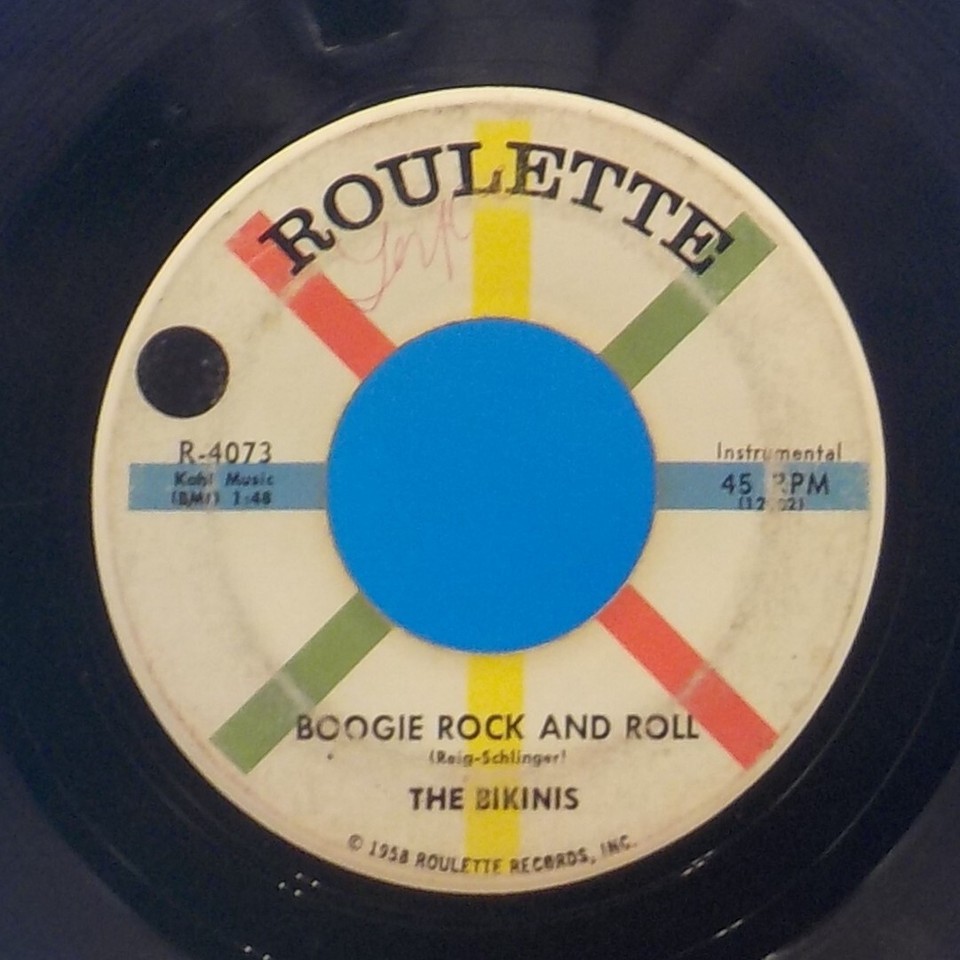 ROULETTE
R-4073
Kahl Music
(BMI) 1:48
Instrumental
45 RPM
BOOGIE ROCK AND ROLL
(Reig-Schlinger)
THE BIKINIS
© 1958 ROULETTE RECORDS, INC.